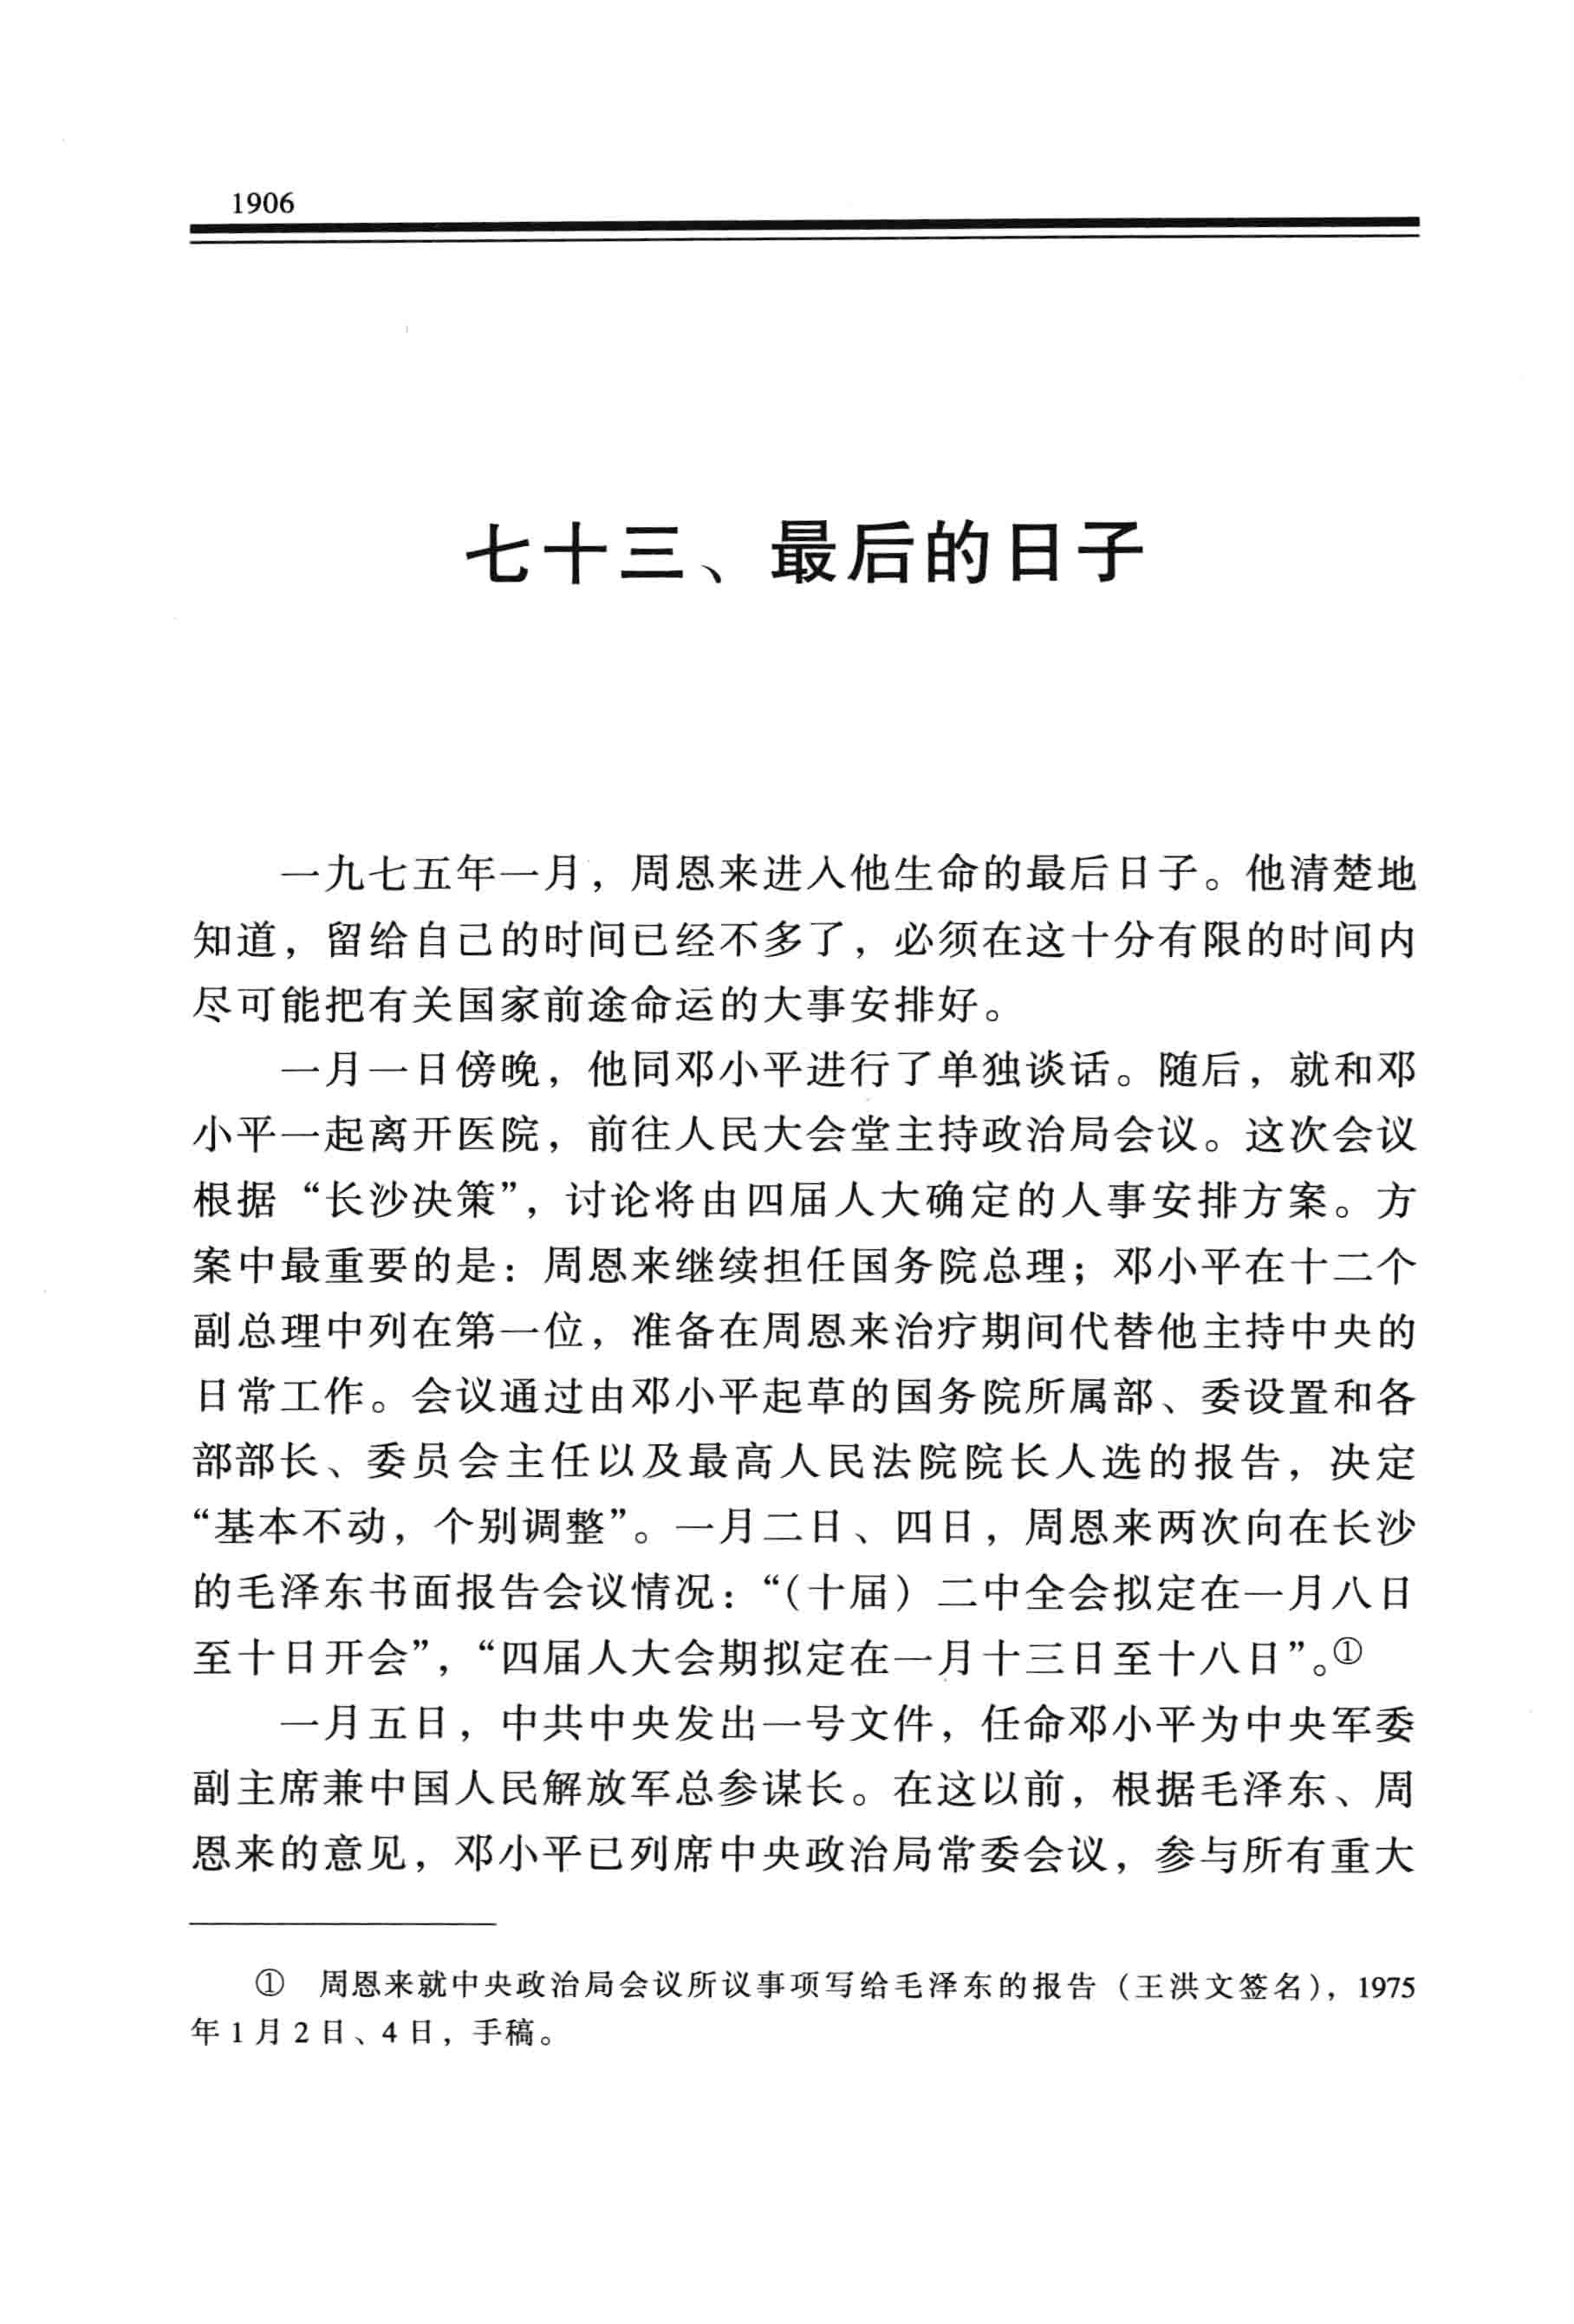 1906
七十三、最后的日子
一九七五年一月，周恩来进入他生命的最后日子。他清楚地
知道，留给自己的时间已经不多了，必须在这十分有限的时间内
尽可能把有关国家前途命运的大事安排好。
一月一日傍晚，他同邓小平进行了单独谈话。随后，就和邓
小平一起离开医院，前往人民大会堂主持政治局会议。这次会议
根据“长沙决策”，讨论将由四届人大确定的人事安排方案。方
案中最重要的是：周恩来继续担任国务院总理；邓小平在十二个
副总理中列在第一位，准备在周恩来治疗期间代替他主持中央的
日常工作。会议通过由邓小平起草的国务院所属部、委设置和各
部部长、委员会主任以及最高人民法院院长人选的报告，决定
“基本不动，个别调整”。一月二日、四日，周恩来两次向在长沙
的毛泽东书面报告会议情况：“（十届）二中全会拟定在一月八日
至十日开会”，“四届人大会期拟定在一月十三日至十八日”。①
一月五日，中共中央发出一号文件，任命邓小平为中央军委
副主席兼中国人民解放军总参谋长。在这以前，根据毛泽东、周
恩来的意见，邓小平已列席中央政治局常委会议，参与所有重大
① 周恩来就中央政治局会议所议事项写给毛泽东的报告（王洪文签名），1975
年1月2日、4日，手稿。